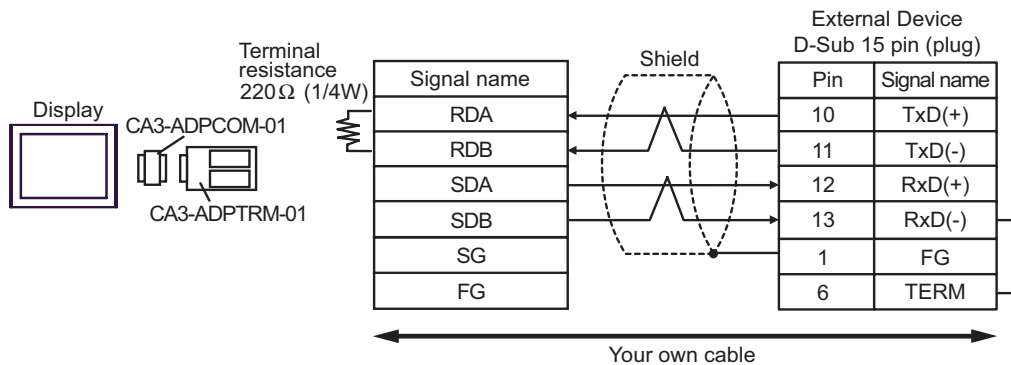 External Device
D-Sub 15 pin (plug)
Terminal
resistance
220Ω (1/4W)
Shield
Signal name
Pin Signal name
Display
CA3-ADPCOM-01
CA3-ADPTRM-01
RDA 10 TxD(+)
RDB 11 TxD(-)
SDA 12 RxD(+)
SDB 13 RxD(-)
SG 1 FG
FG 6 TERM
Your own cable